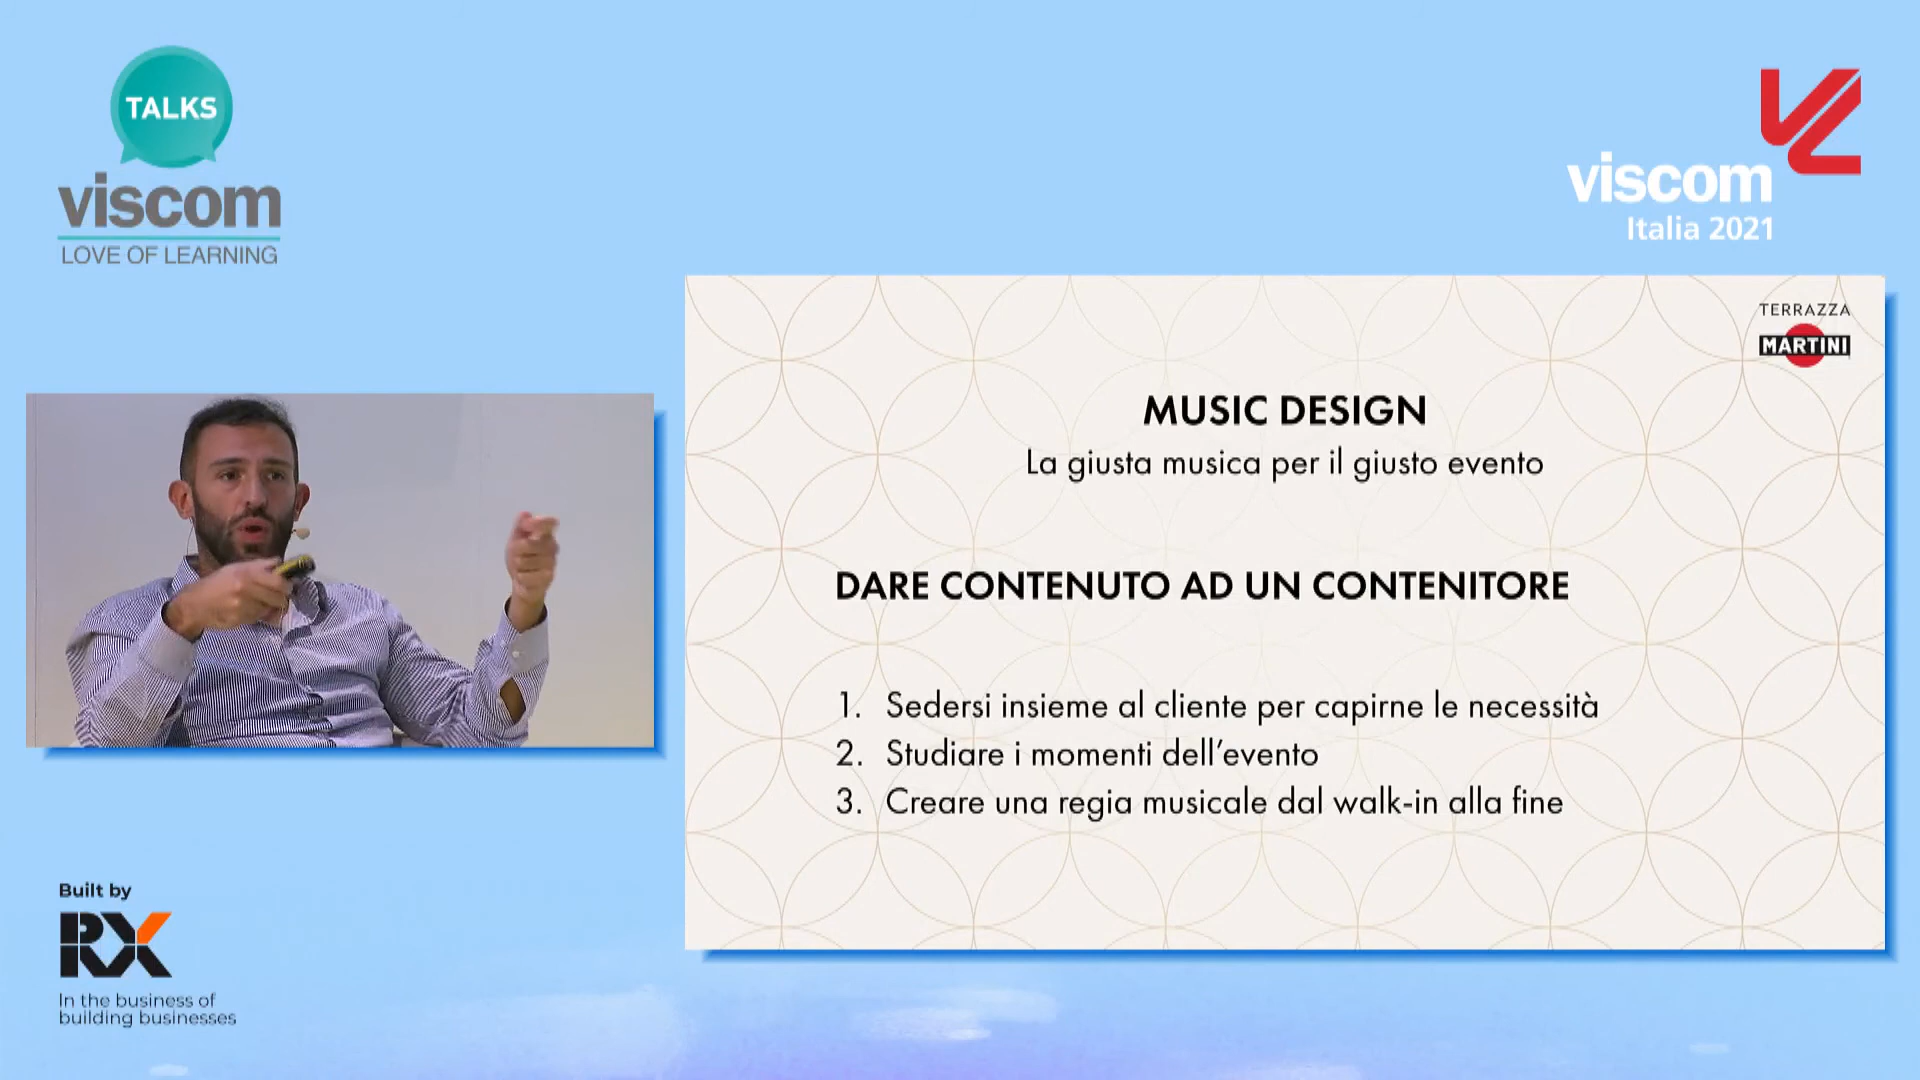 TALKS
viscom
LOVE OF LEARNING
viscom
Italia 2021
TERRAZZA
MARTINI
MUSIC DESIGN
La giusta musica per il giusto evento
DARE CONTENUTO AD UN CONTENITORE
1. Sedersi insieme al cliente per capirne le necessità
2. Studiare i momenti dell’evento
3. Creare una regia musicale dal walk-in alla fine
Built by
RX
In the business of
building businesses